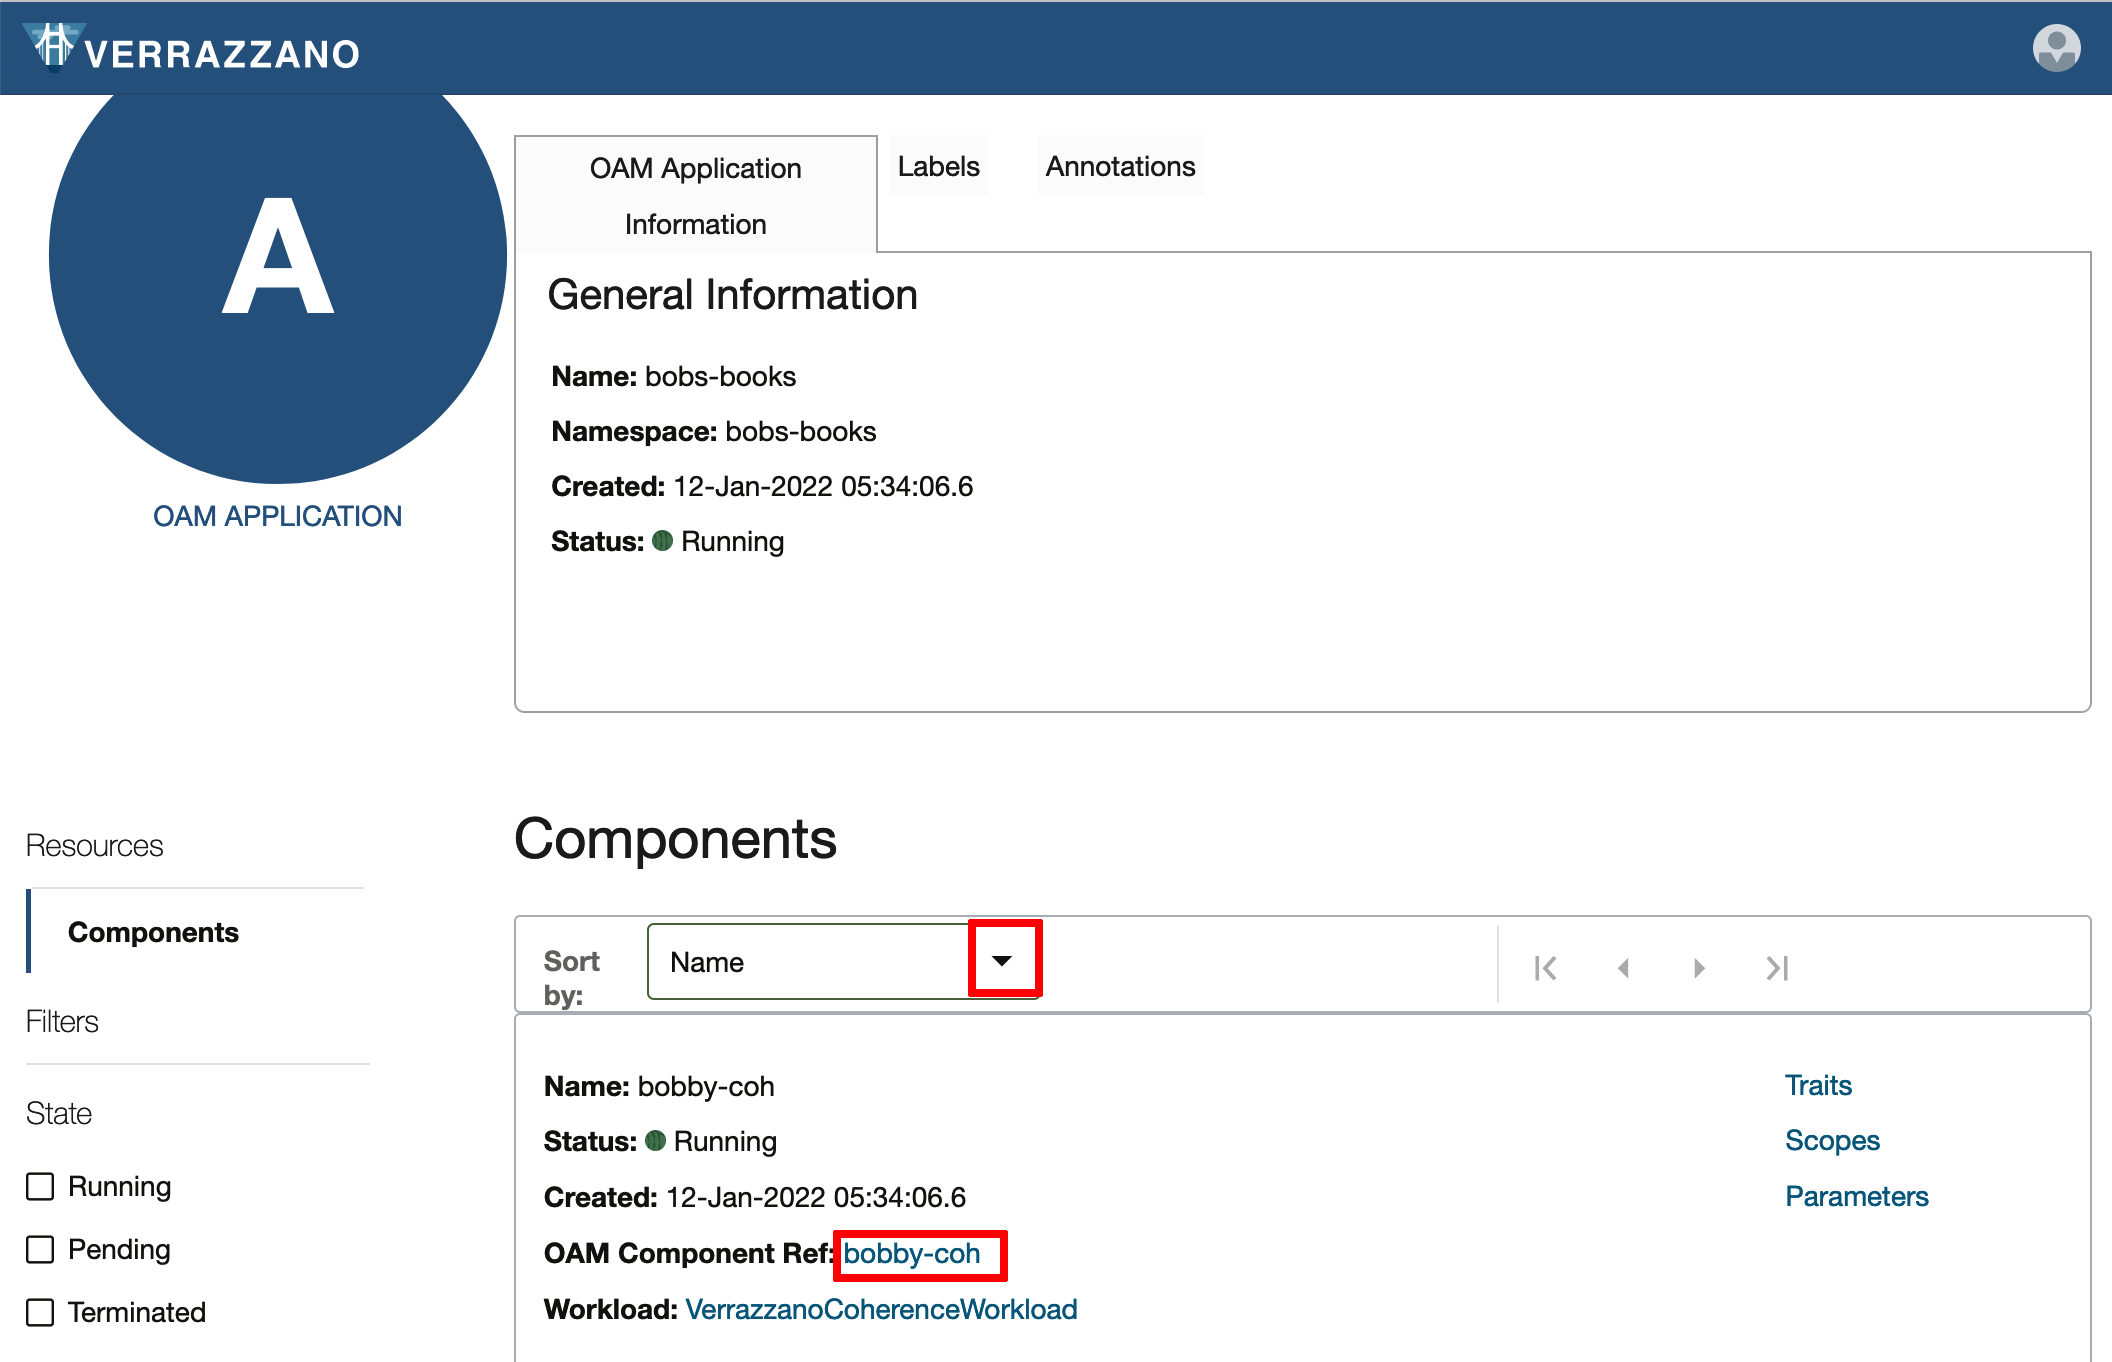 VERRAZZANO
A
OAM APPLICATION
OAM Application
Information
Labels
Annotations
General Information
Name: bobs-books
Namespace: bobs-books
Created: 12-Jan-2022 05:34:06.6
Status: Running
Resources
Components
Filters
State
Running
Pending
Terminated
Components
Sort
by:
Name
Name: bobby-coh
Status: Running
Created: 12-Jan-2022 05:34:06.6
OAM Component Ref: bobby-coh
Workload: VerrazzanoCoherenceWorkload
Traits
Scopes
Parameters